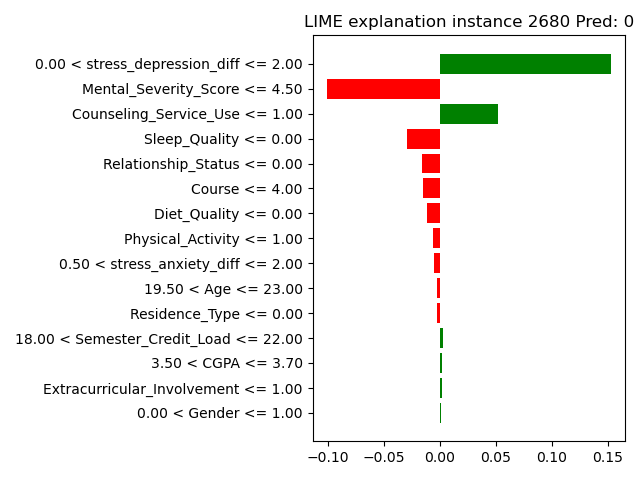 LIME explanation instance 2680 Pred: 0
0.00 < stress_depression_diff <= 2.00
Mental_Severity_Score <= 4.50
Counseling_Service_Use <= 1.00
Sleep_Quality <= 0.00
Relationship_Status <= 0.00
Course <= 4.00
Diet_Quality <= 0.00
Physical_Activity <= 1.00
0.50 < stress_anxiety_diff <= 2.00
19.50 < Age <= 23.00
Residence_Type <= 0.00
18.00 < Semester_Credit_Load <= 22.00
3.50 < CGPA <= 3.70
Extracurricular_Involvement <= 1.00
0.00 < Gender <= 1.00
−0.10 −0.05 0.00 0.05 0.10 0.15